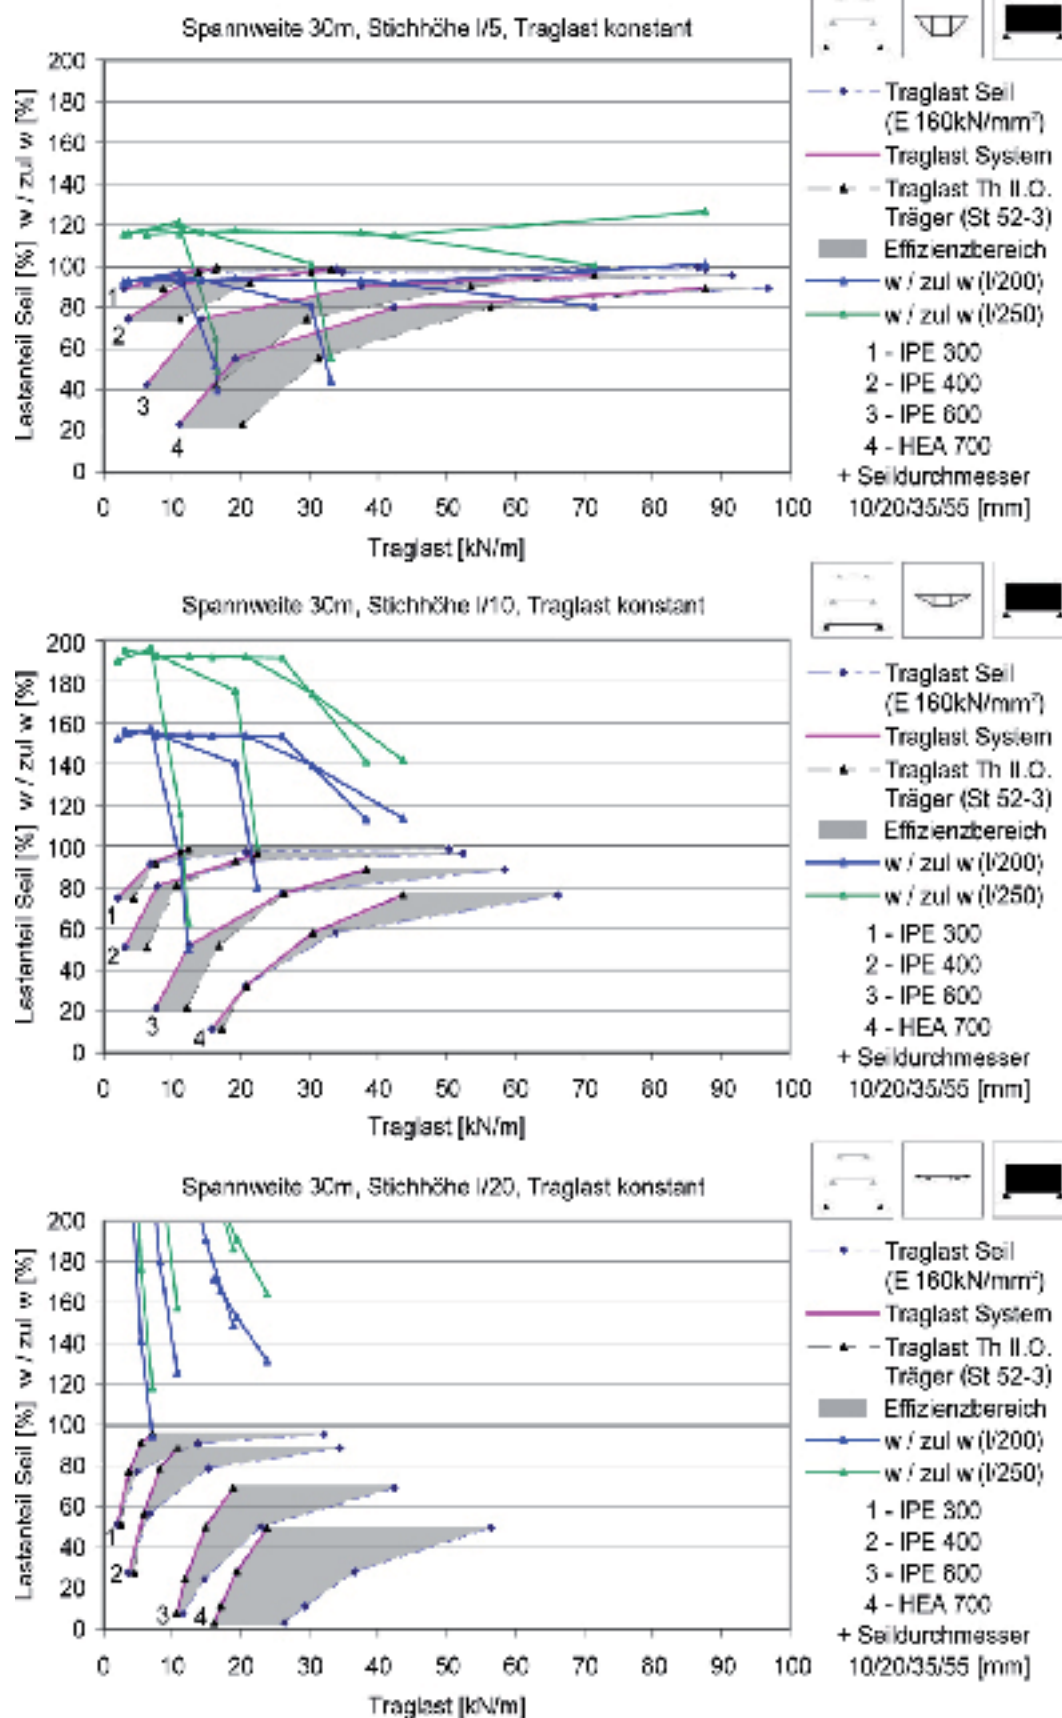 Spannweite 30m, Stichhöhe l/5, Traglast konstant
Lastanteil Seil [%] w / zul w [%]
200
180
160
140
120
100
80
60
40
20
0
1
2
3
4
0 10 20 30 40 50 60 70 80 90 100
Traglast [kN/m]
Traglast Seil
(E 160kN/mm²)
Traglast System
Traglast Th II.O.
Träger (St 52-3)
Effizienzbereich
w / zul w (l/200)
w / zul w (l/250)
1 - IPE 300
2 - IPE 400
3 - IPE 600
4 - HEA 700
+ Seildurchmesser
10/20/35/55 [mm]
Spannweite 30m, Stichhöhe l/10, Traglast konstant
Lastanteil Seil [%] w / zul w [%]
200
180
160
140
120
100
80
60
40
20
0
1
2
3
4
0 10 20 30 40 50 60 70 80 90 100
Traglast [kN/m]
Traglast Seil
(E 160kN/mm²)
Traglast System
Traglast Th II.O.
Träger (St 52-3)
Effizienzbereich
w / zul w (l/200)
w / zul w (l/250)
1 - IPE 300
2 - IPE 400
3 - IPE 600
4 - HEA 700
+ Seildurchmesser
10/20/35/55 [mm]
Spannweite 30m, Stichhöhe l/20, Traglast konstant
Lastanteil Seil [%] w / zul w [%]
200
180
160
140
120
100
80
60
40
20
0
1
2
3
4
0 10 20 30 40 50 60 70 80 90 100
Traglast [kN/m]
Traglast Seil
(E 160kN/mm²)
Traglast System
Traglast Th II.O.
Träger (St 52-3)
Effizienzbereich
w / zul w (l/200)
w / zul w (l/250)
1 - IPE 300
2 - IPE 400
3 - IPE 600
4 - HEA 700
+ Seildurchmesser
10/20/35/55 [mm]